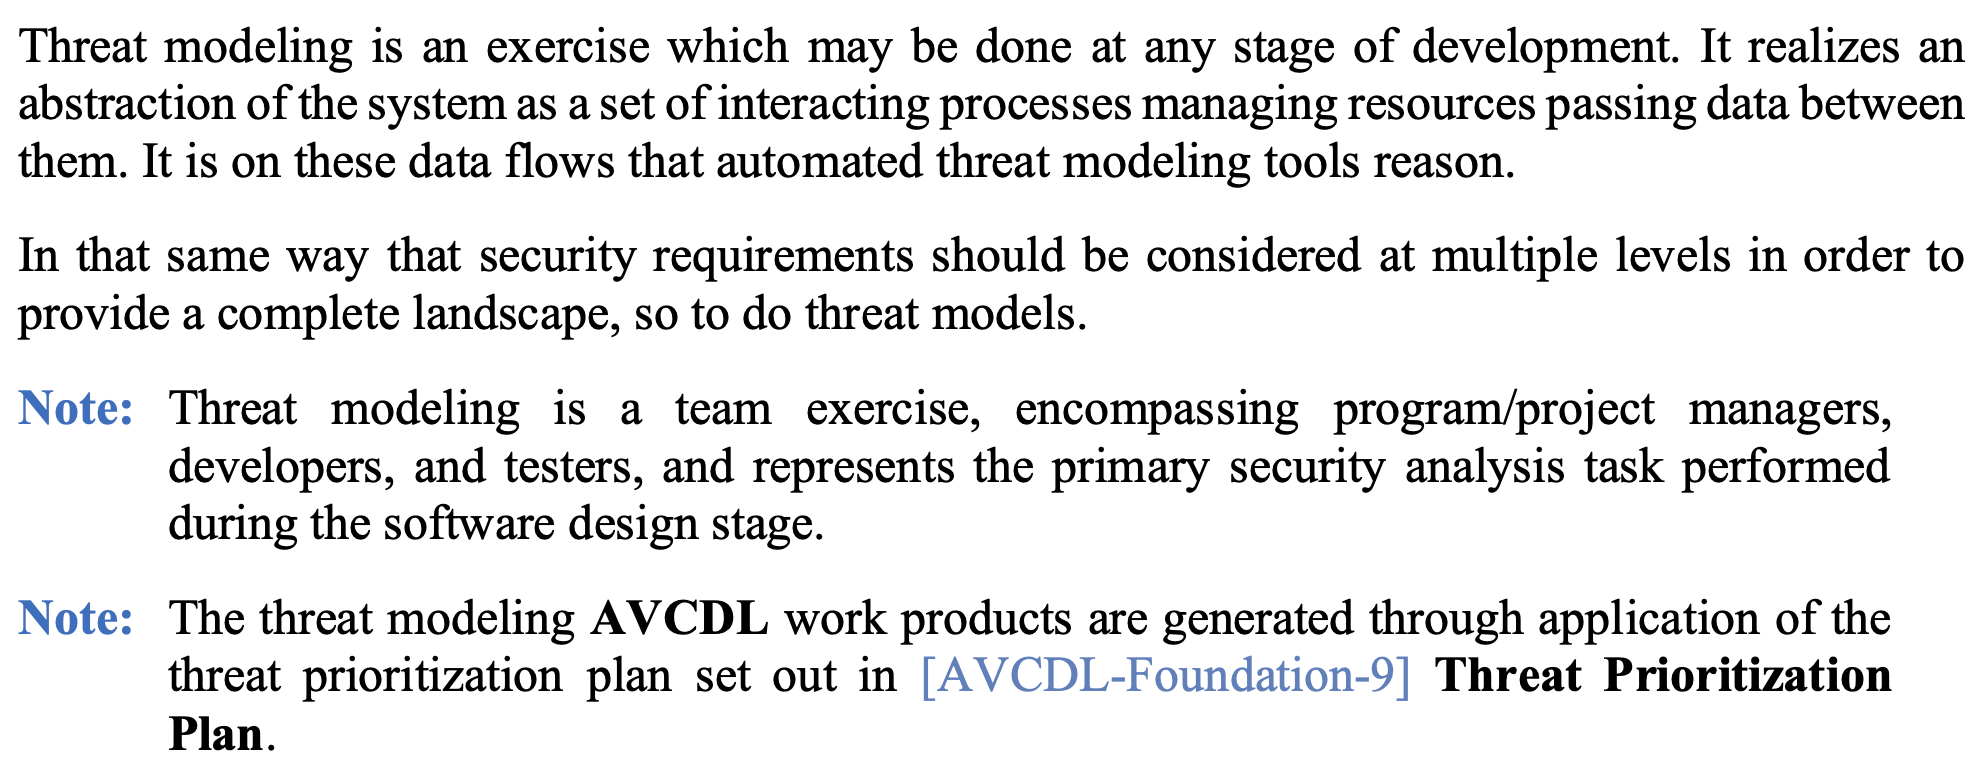 Threat modeling is an exercise which may be done at any stage of development. It realizes an
abstraction of the system as a set of interacting processes managing resources passing data between
them. It is on these data flows that automated threat modeling tools reason.
In that same way that security requirements should be considered at multiple levels in order to
provide a complete landscape, so to do threat models.
Note: Threat modeling is a team exercise, encompassing program/project managers,
developers, and testers, and represents the primary security analysis task performed
during the software design stage.
Note: The threat modeling AVCDL work products are generated through application of the
threat prioritization plan set out in [AVCDL-Foundation-9] Threat Prioritization
Plan.